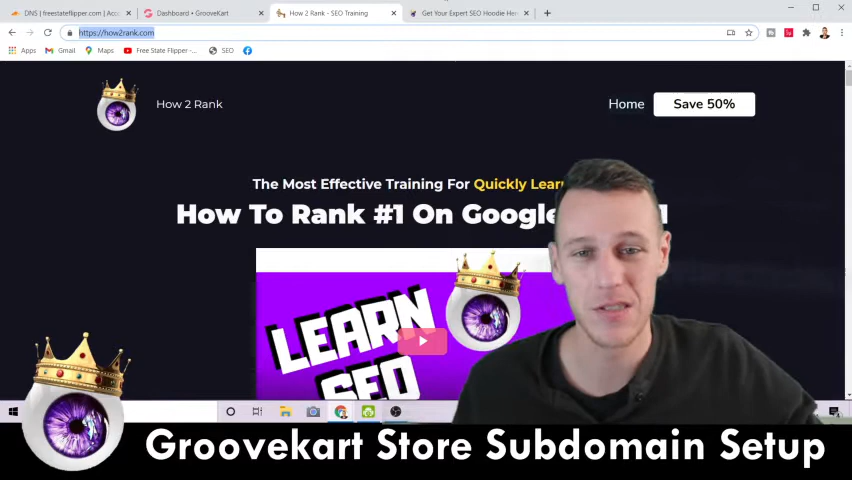 DNS | freestateflipper.com | Acco
Dashboard • GrooveKart
How 2 Rank - SEO Training
Get Your Expert SEO Hoodie Her
https://how2rank.com
Apps
Gmail
Maps
Free State Flipper -...
SEO
How 2 Rank
Home
Save 50%
The Most Effective Training For Quickly Lear
How To Rank #1 On Google
LEARN
SEO
Groovekart Store Subdomain Setup